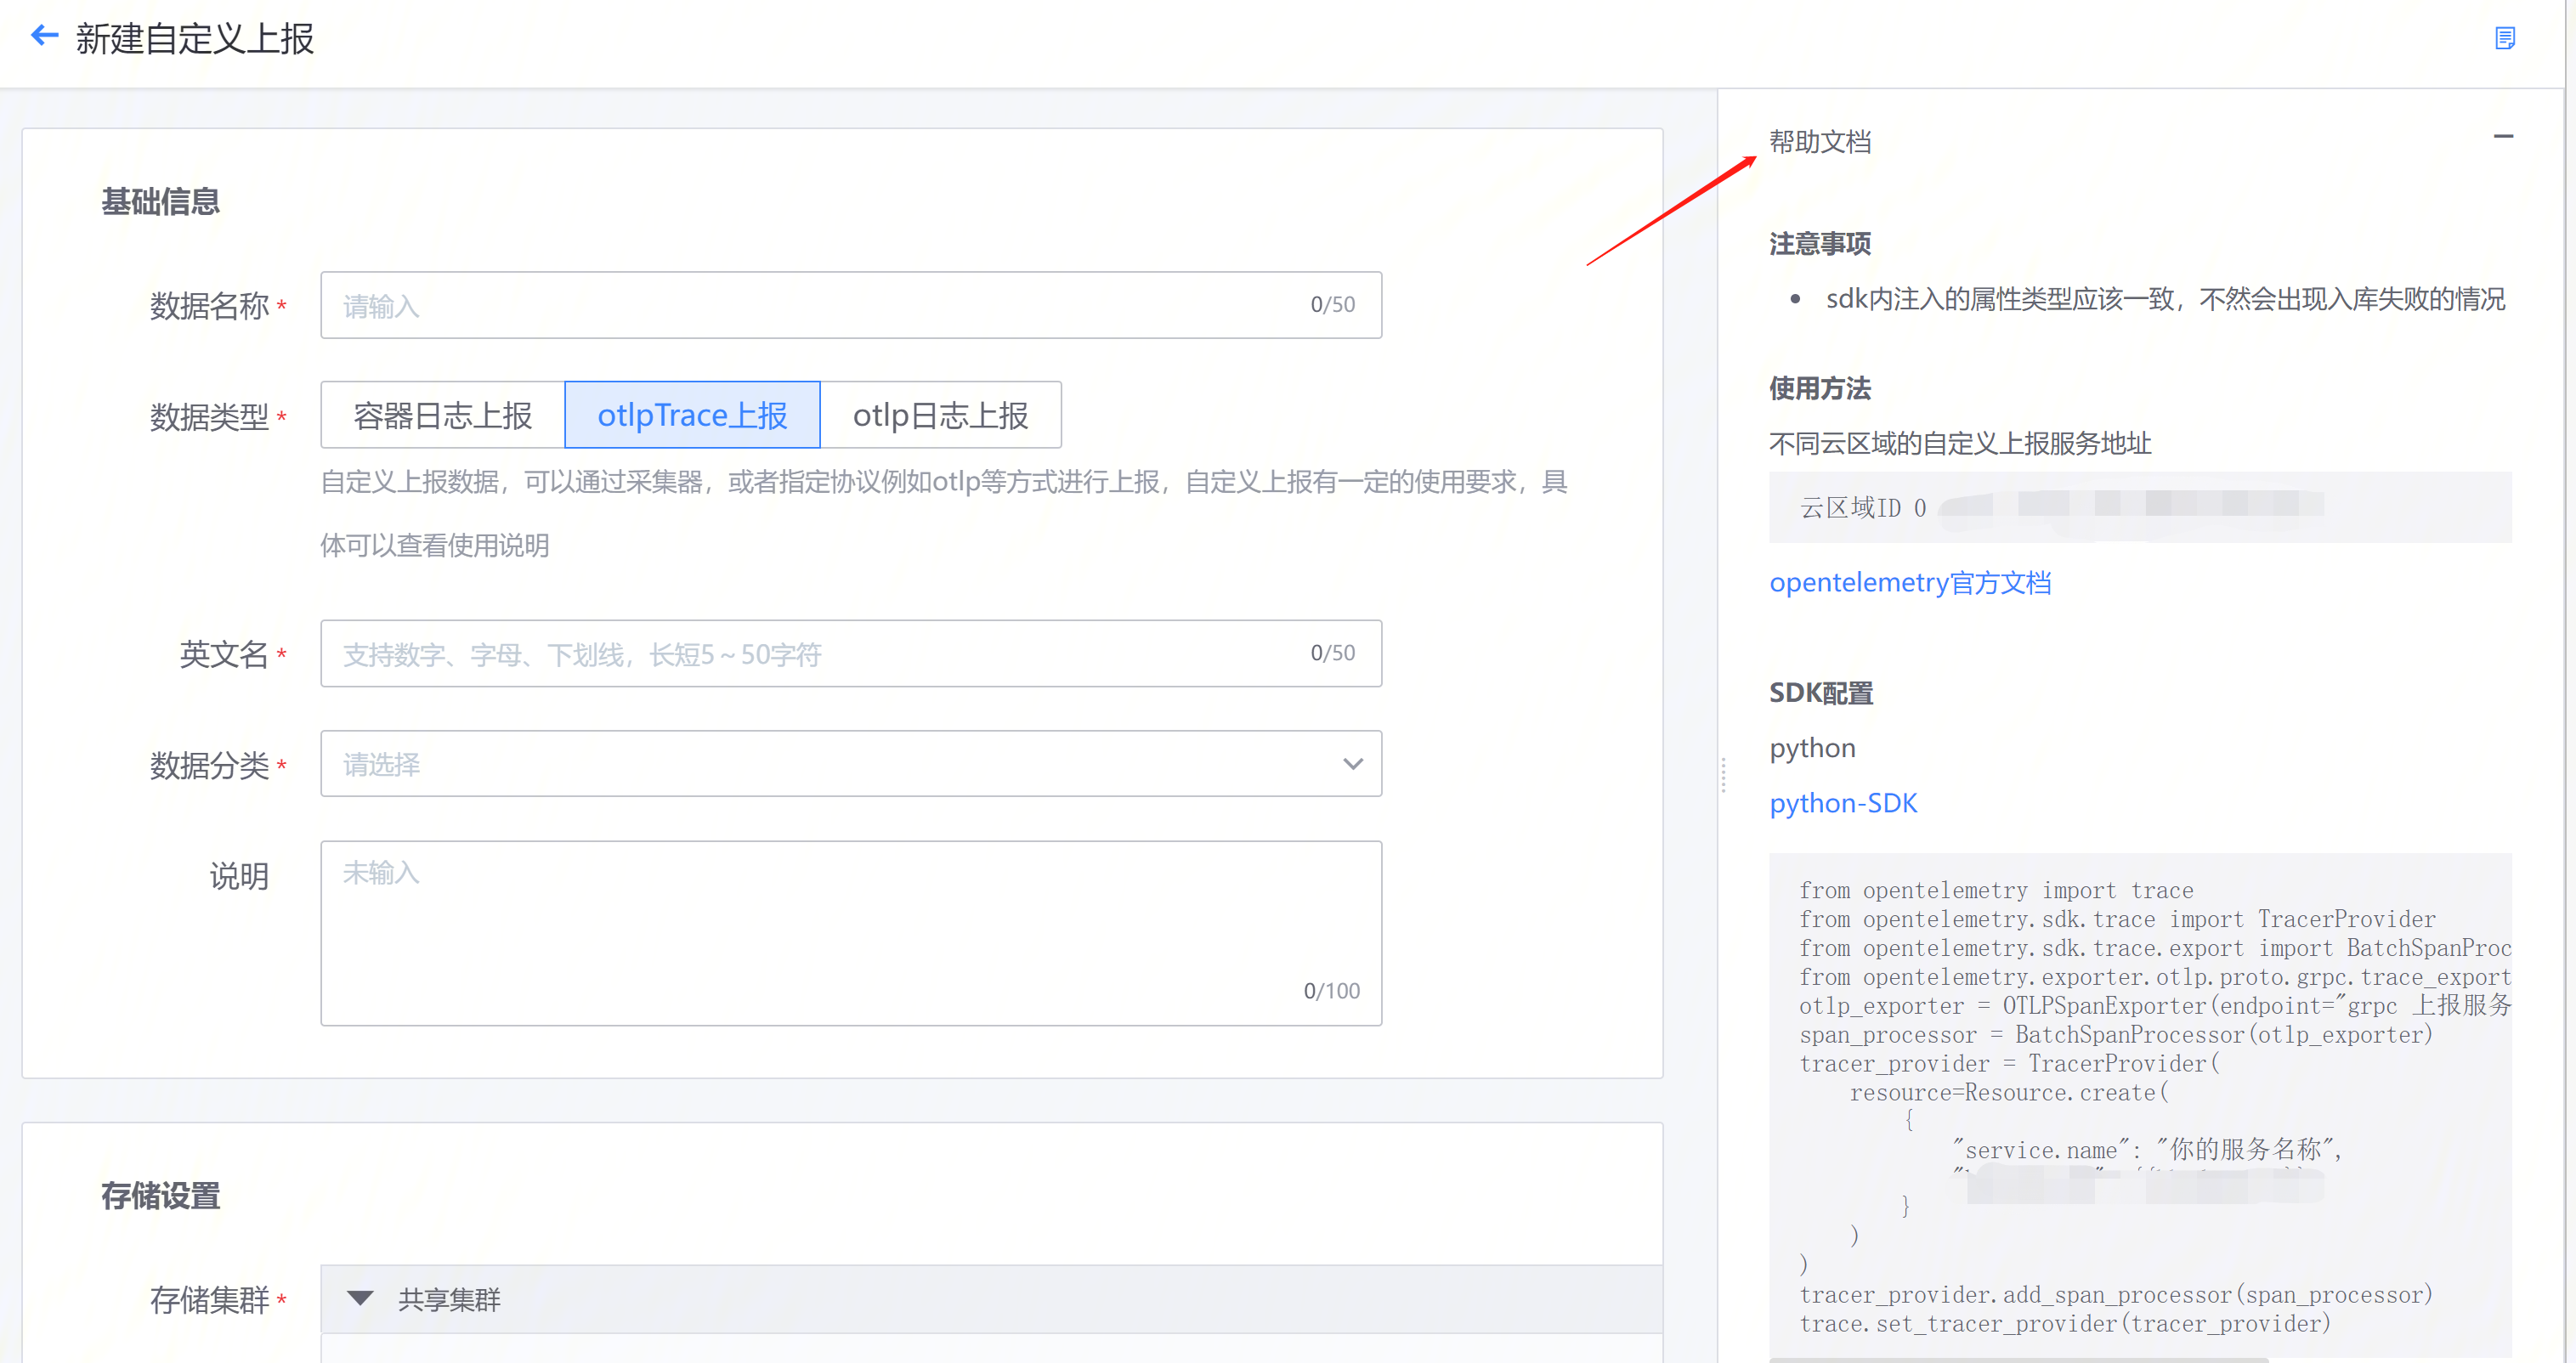 新建自定义上报
基础信息
数据名称 *
请输入
0/50
数据类型 *
容器日志上报
otlpTrace上报
otlp日志上报
自定义上报数据，可以通过采集器，或者指定协议例如otlp等方式进行上报，自定义上报有一定的使用要求，具
体可以查看使用说明
英文名 *
支持数字、字母、下划线，长短5～50字符
0/50
数据分类 *
请选择
说明
未输入
0/100
存储设置
存储集群 *
共享集群
帮助文档
注意事项
• sdk内注入的属性类型应该一致，不然会出现入库失败的情况
使用方法
不同云区域的自定义上报服务地址
云区域ID 0
opentelemetry官方文档
SDK配置
python
python-SDK
from opentelemetry import trace
from opentelemetry.sdk.trace import TracerProvider
from opentelemetry.sdk.trace.export import BatchSpanProc
from opentelemetry.exporter.otlp.proto.grpc.trace_export
otlp_exporter = OTLPSpanExporter(endpoint="grpc 上报服务
span_processor = BatchSpanProcessor(otlp_exporter)
tracer_provider = TracerProvider(
resource=Resource.create(
{
"service.name": "你的服务名称",
}
)
)
tracer_provider.add_span_processor(span_processor)
trace.set_tracer_provider(tracer_provider)